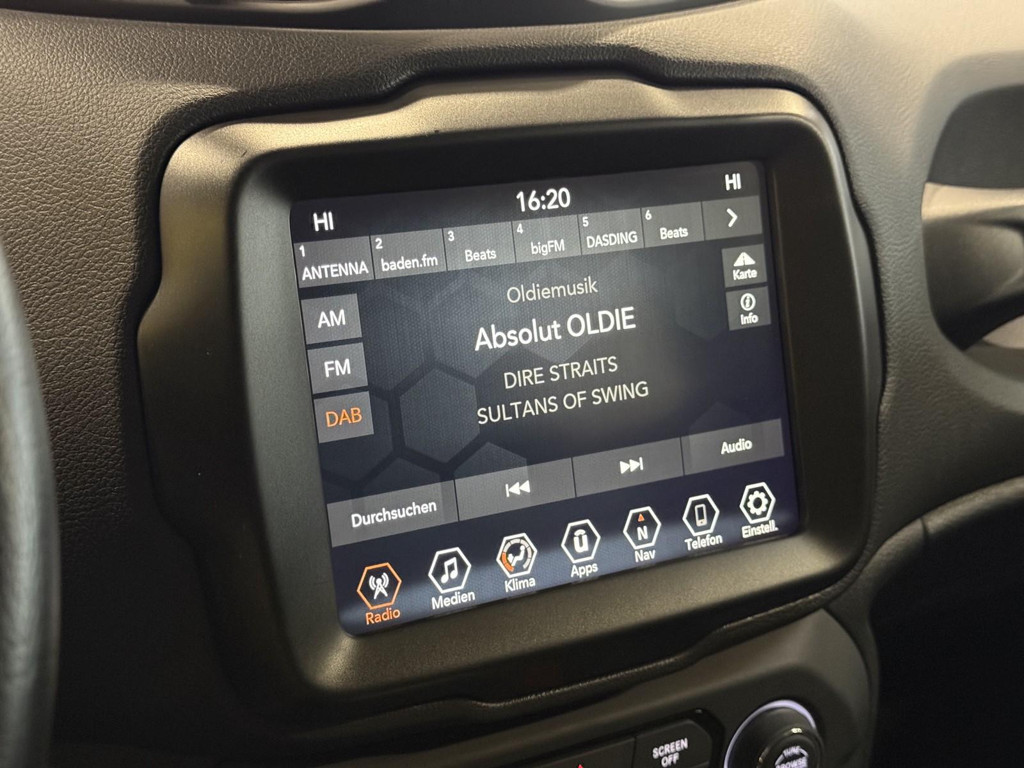 HI 16:20 HI
1 ANTENNA 2 baden.fm 3 Beats 4 bigFM 5 DASDING 6 Beats
Karte
Info
AM
FM
DAB
Oldiemusik
Absolut OLDIE
DIRE STRAITS
SULTANS OF SWING
Durchsuchen Audio
Radio Medien Klima Apps N Nav Telefon Einstell.
SCREEN
OFF
TUNE
BROWSE